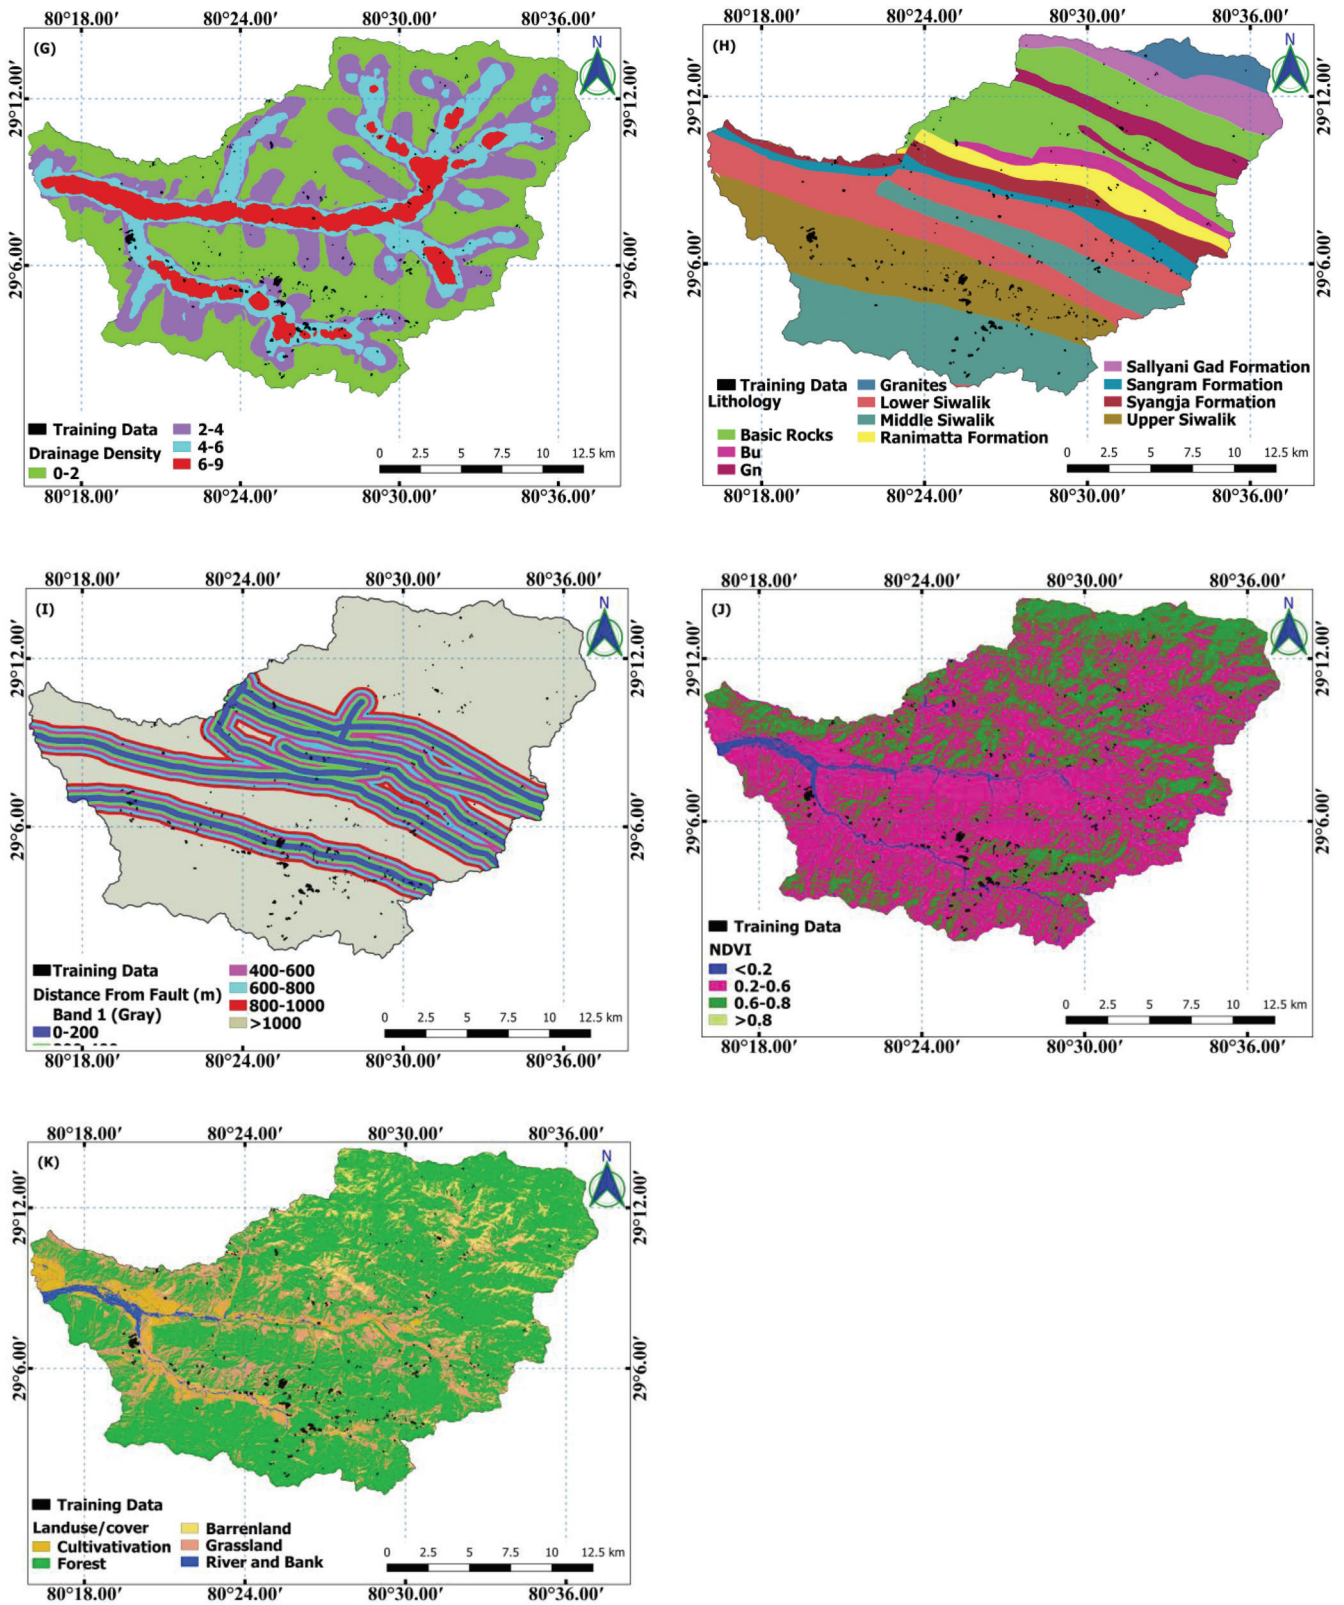 80°18.00′ 80°24.00′ 80°30.00′ 80°36.00′
(G)
N
29°12.00′
29°12.00′
29°6.00′
29°6.00′
Training Data
Drainage Density
0-2
2-4
4-6
6-9
0 2.5 5 7.5 10 12.5 km
80°18.00′ 80°24.00′ 80°30.00′ 80°36.00′
80°18.00′ 80°24.00′ 80°30.00′ 80°36.00′
(H)
N
29°12.00′
29°12.00′
29°6.00′
29°6.00′
Training Data
Lithology
Basic Rocks
Bu
Gn
Granites
Lower Siwalik
Middle Siwalik
Ranimatta Formation
Sallyani Gad Formation
Sangram Formation
Syangja Formation
Upper Siwalik
0 2.5 5 7.5 10 12.5 km
80°18.00′ 80°24.00′ 80°30.00′ 80°36.00′
80°18.00′ 80°24.00′ 80°30.00′ 80°36.00′
(I)
N
29°12.00′
29°12.00′
29°6.00′
29°6.00′
Training Data
Distance From Fault (m)
Band 1 (Gray)
0-200
400-600
600-800
800-1000
>1000
0 2.5 5 7.5 10 12.5 km
80°18.00′ 80°24.00′ 80°30.00′ 80°36.00′
80°18.00′ 80°24.00′ 80°30.00′ 80°36.00′
(J)
N
29°12.00′
29°12.00′
29°6.00′
29°6.00′
Training Data
NDVI
<0.2
0.2-0.6
0.6-0.8
>0.8
0 2.5 5 7.5 10 12.5 km
80°18.00′ 80°24.00′ 80°30.00′ 80°36.00′
80°18.00′ 80°24.00′ 80°30.00′ 80°36.00′
(K)
N
29°12.00′
29°12.00′
29°6.00′
29°6.00′
Training Data
Landuse/cover
Cultivativation
Forest
Barrenland
Grassland
River and Bank
0 2.5 5 7.5 10 12.5 km
80°18.00′ 80°24.00′ 80°30.00′ 80°36.00′